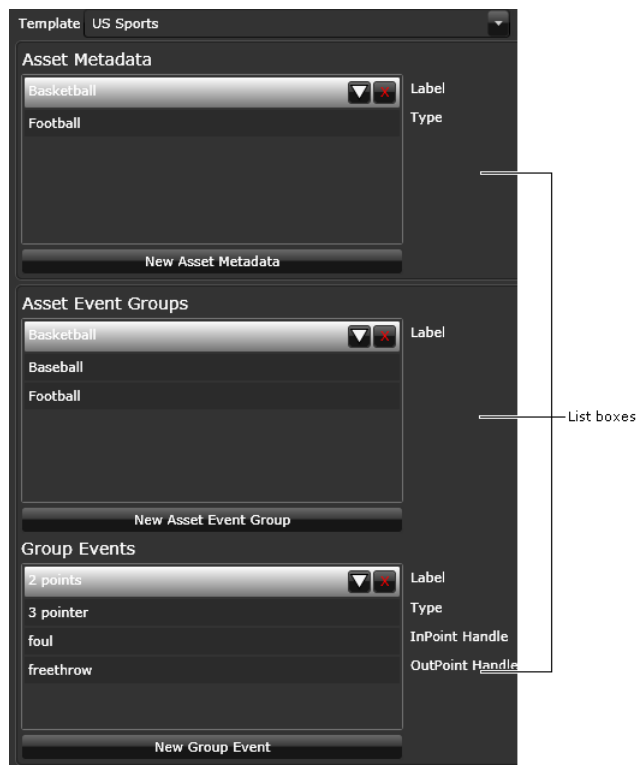 Template US Sports
Asset Metadata
Basketball X Label
Football Type
New Asset Metadata
Asset Event Groups
Basketball X Label
Baseball
Football
List boxes
New Asset Event Group
Group Events
2 points X Label
3 pointer Type
foul InPoint Handle
freethrow OutPoint Handle
New Group Event